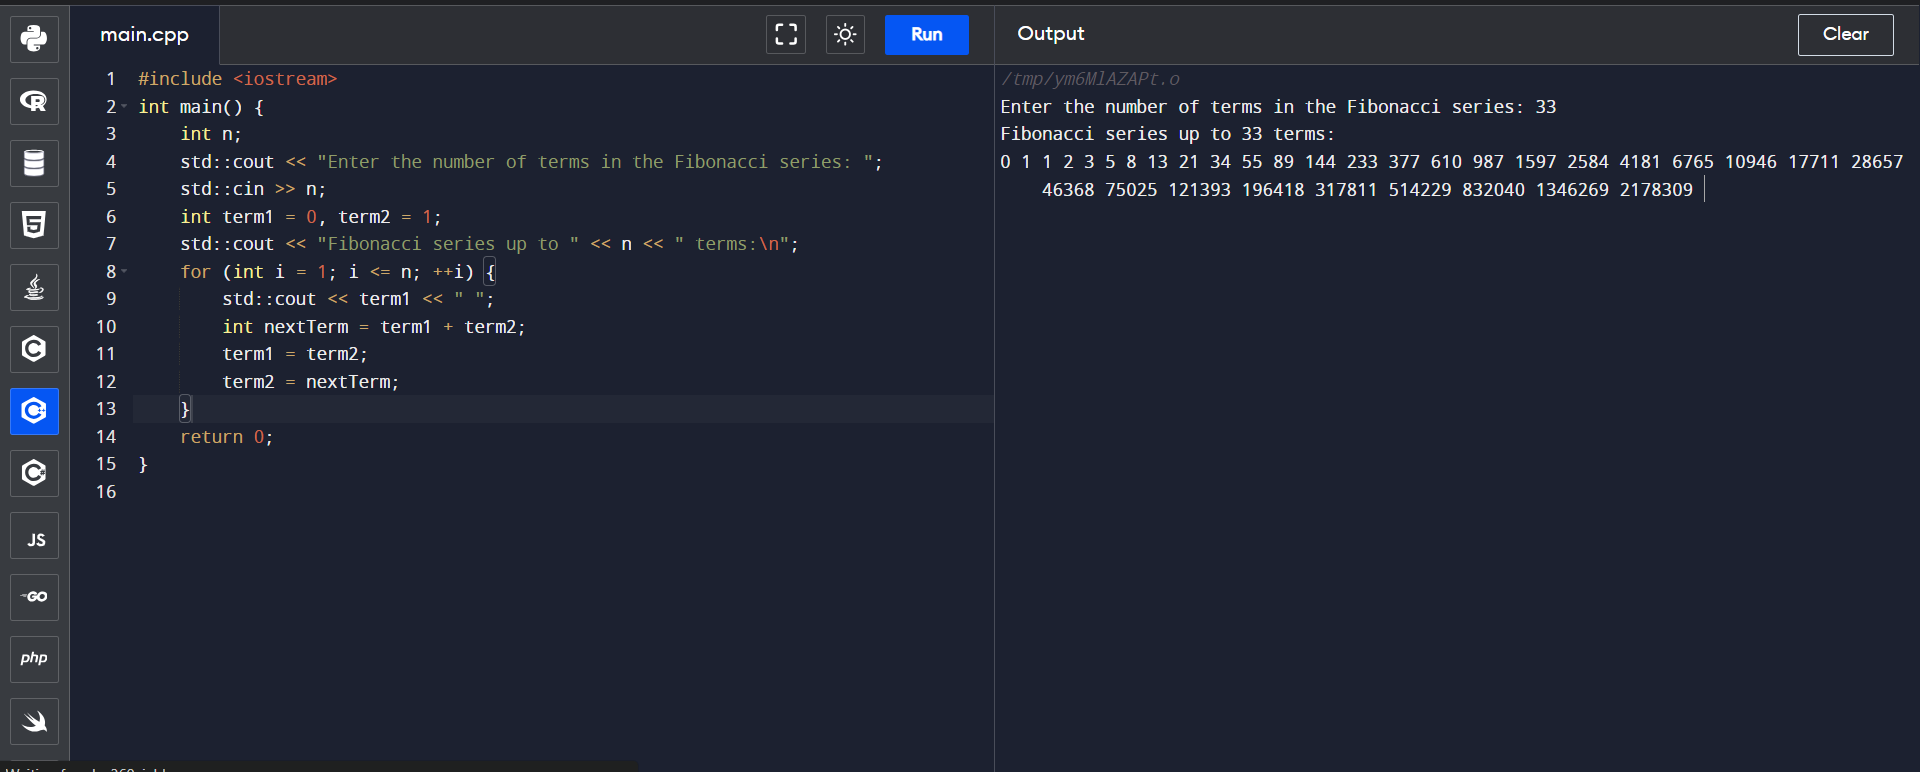 main.cpp
Run
Output
Clear
1 #include <iostream>
2 int main() {
3 int n;
4 std::cout << "Enter the number of terms in the Fibonacci series: ";
5 std::cin >> n;
6 int term1 = 0, term2 = 1;
7 std::cout << "Fibonacci series up to " << n << " terms:\n";
8 for (int i = 1; i <= n; ++i) {
9 std::cout << term1 << " ";
10 int nextTerm = term1 + term2;
11 term1 = term2;
12 term2 = nextTerm;
13 }
14 return 0;
15 }
16
/tmp/ym6MlAZAPt.o
Enter the number of terms in the Fibonacci series: 33
Fibonacci series up to 33 terms:
0 1 1 2 3 5 8 13 21 34 55 89 144 233 377 610 987 1597 2584 4181 6765 10946 17711 28657
46368 75025 121393 196418 317811 514229 832040 1346269 2178309
R
5
C
C++
C#
JS
GO
php